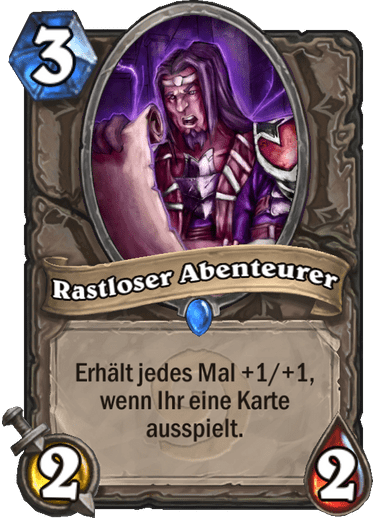 3
Rastloser Abenteurer
Erhält jedes Mal +1/+1,
wenn Ihr eine Karte
ausspielt.
2 2